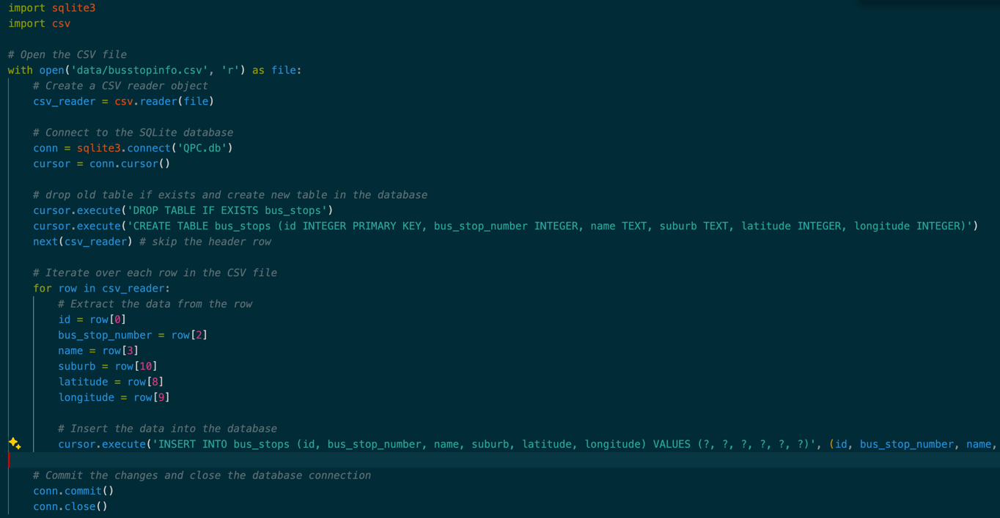 import sqlite3
import csv

# Open the CSV file
with open('data/busstopinfo.csv', 'r') as file:
    # Create a CSV reader object
    csv_reader = csv.reader(file)

    # Connect to the SQLite database
    conn = sqlite3.connect('QPC.db')
    cursor = conn.cursor()

    # drop old table if exists and create new table in the database
    cursor.execute('DROP TABLE IF EXISTS bus_stops')
    cursor.execute('CREATE TABLE bus_stops (id INTEGER PRIMARY KEY, bus_stop_number INTEGER, name TEXT, suburb TEXT, latitude INTEGER, longitude INTEGER)')
    next(csv_reader) # skip the header row

    # Iterate over each row in the CSV file
    for row in csv_reader:
        # Extract the data from the row
        id = row[0]
        bus_stop_number = row[2]
        name = row[3]
        suburb = row[10]
        latitude = row[8]
        longitude = row[9]

        # Insert the data into the database
        cursor.execute('INSERT INTO bus_stops (id, bus_stop_number, name, suburb, latitude, longitude) VALUES (?, ?, ?, ?, ?, ?)', (id, bus_stop_number, name,

    # Commit the changes and close the database connection
    conn.commit()
    conn.close()